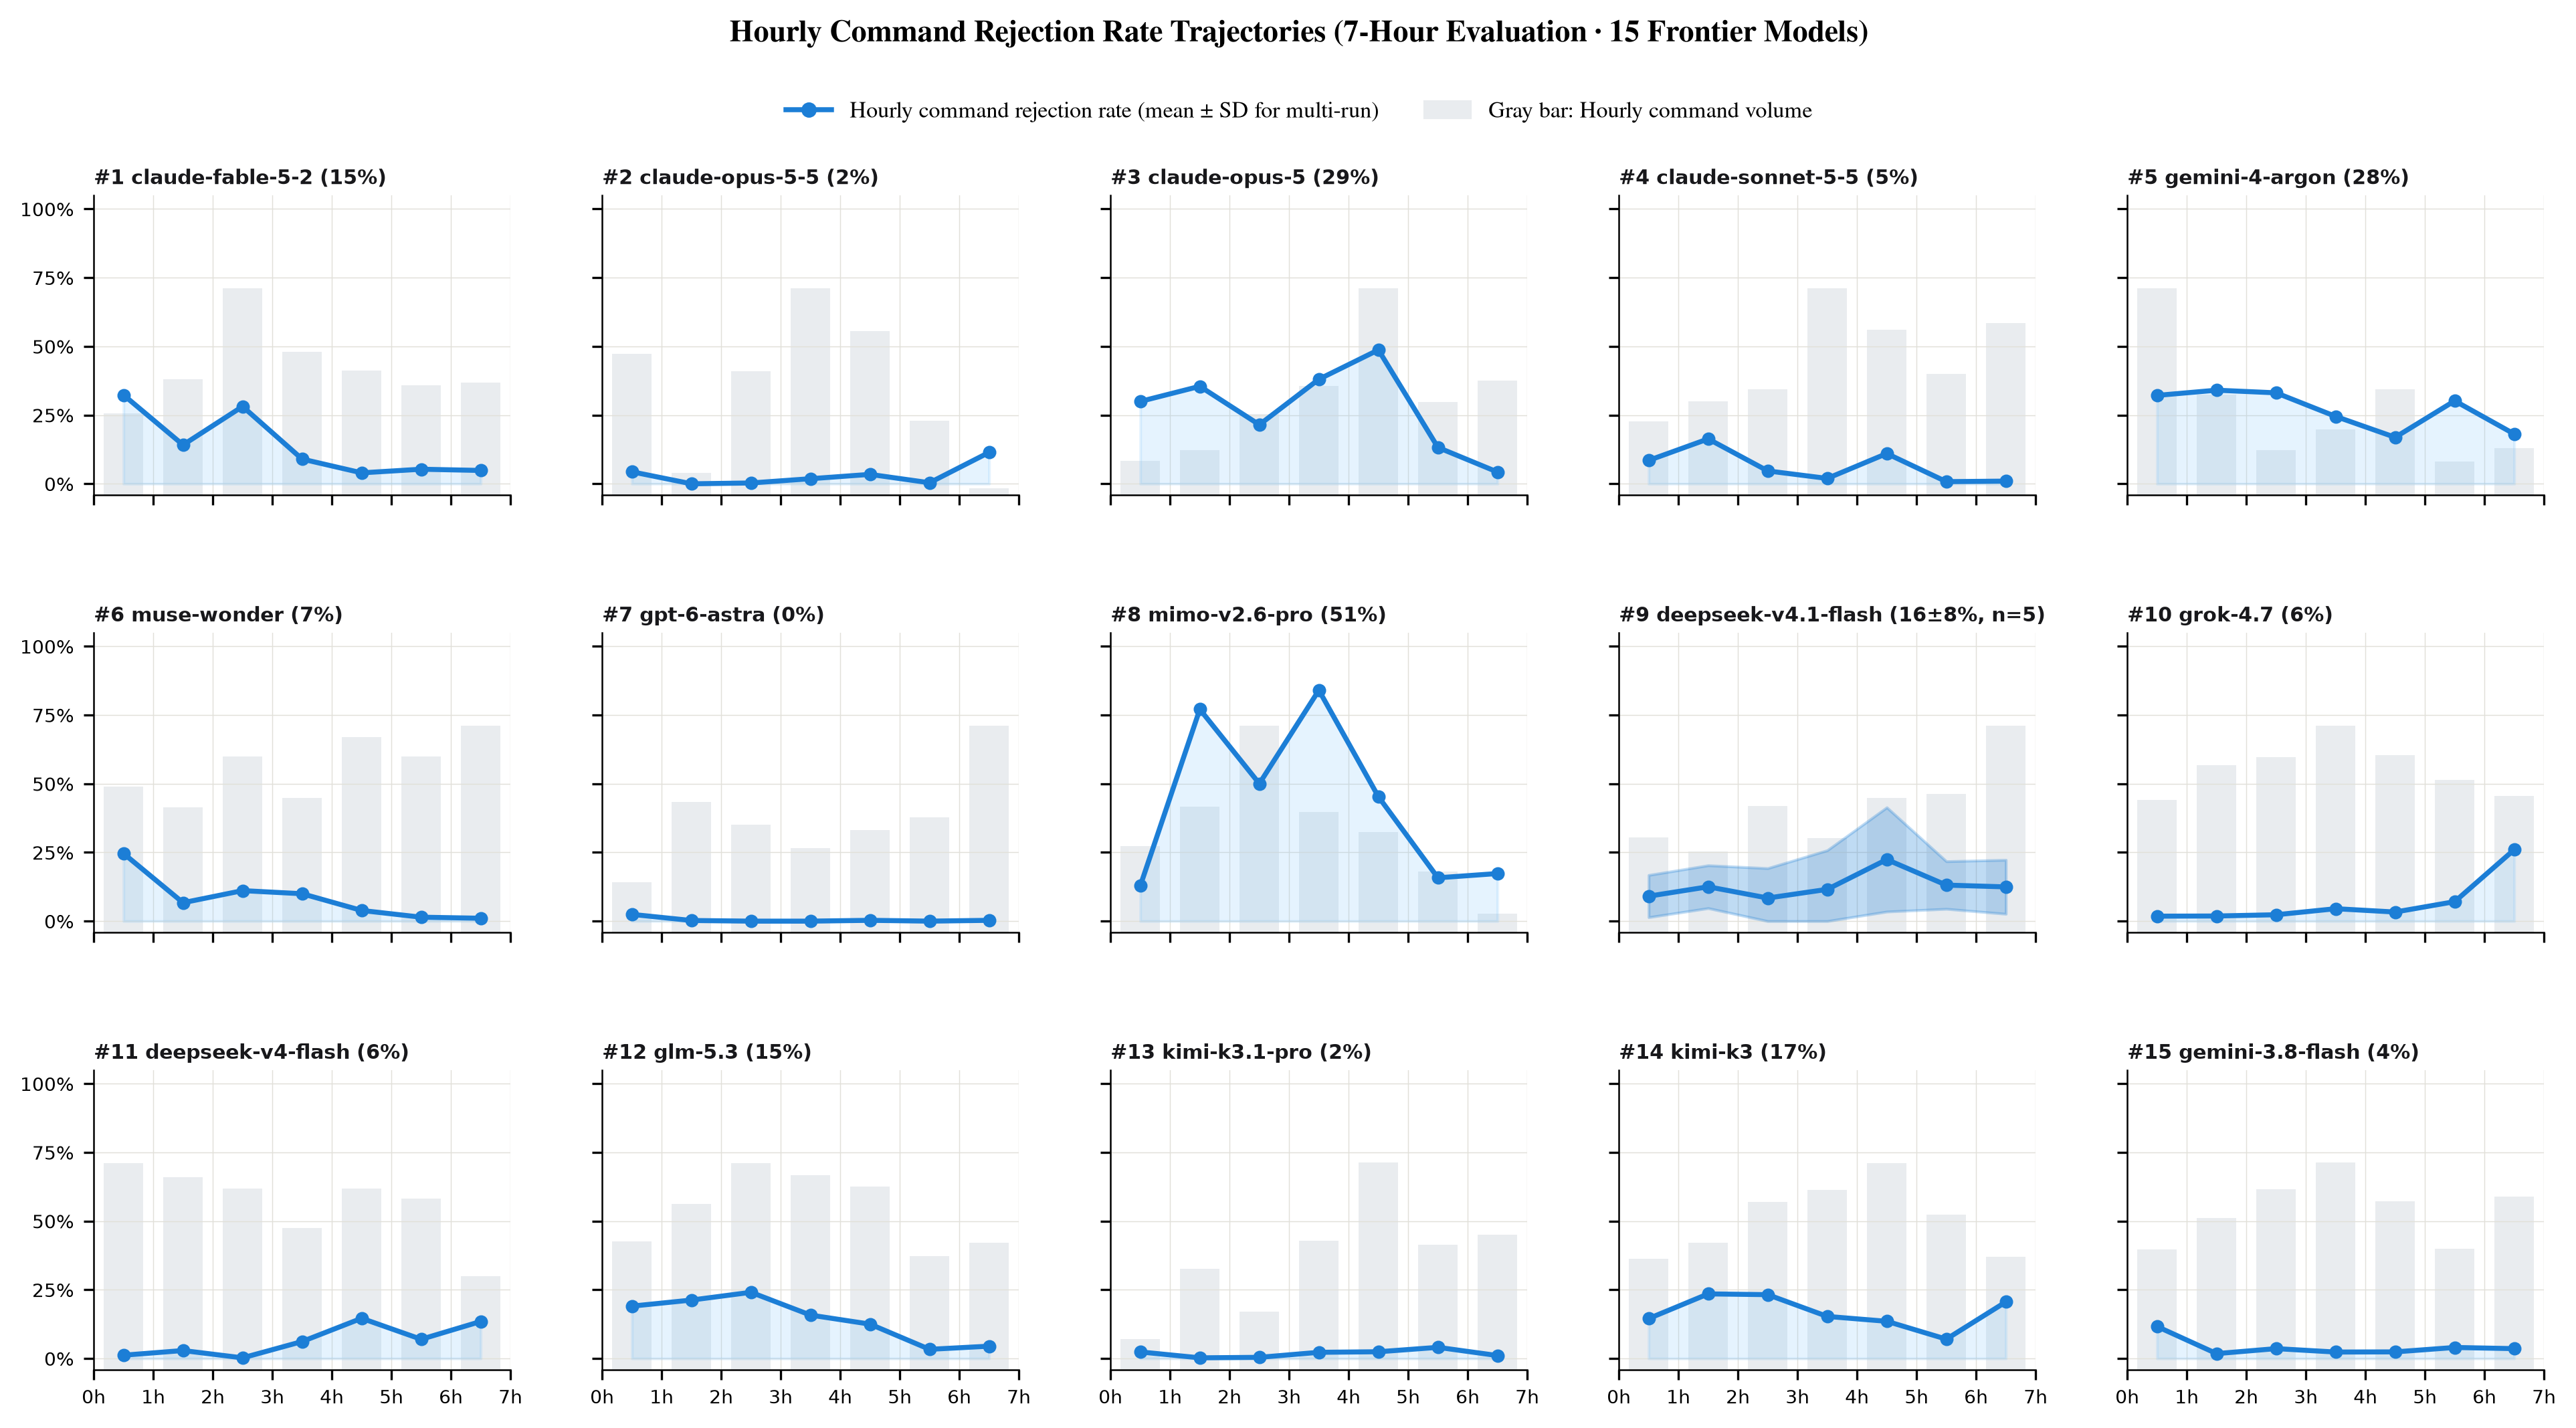 Hourly Command Rejection Rate Trajectories (7-Hour Evaluation · 15 Frontier Models)
Hourly command rejection rate (mean ± SD for multi-run)
Gray bar: Hourly command volume
#1 claude-fable-5-2 (15%)
#2 claude-opus-5-5 (2%)
#3 claude-opus-5 (29%)
#4 claude-sonnet-5-5 (5%)
#5 gemini-4-argon (28%)
100%
75%
50%
25%
0%
#6 muse-wonder (7%)
#7 gpt-6-astra (0%)
#8 mimo-v2.6-pro (51%)
#9 deepseek-v4.1-flash (16±8%, n=5)
#10 grok-4.7 (6%)
100%
75%
50%
25%
0%
#11 deepseek-v4-flash (6%)
#12 glm-5.3 (15%)
#13 kimi-k3.1-pro (2%)
#14 kimi-k3 (17%)
#15 gemini-3.8-flash (4%)
100%
75%
50%
25%
0%
0h 1h 2h 3h 4h 5h 6h 7h
0h 1h 2h 3h 4h 5h 6h 7h
0h 1h 2h 3h 4h 5h 6h 7h
0h 1h 2h 3h 4h 5h 6h 7h
0h 1h 2h 3h 4h 5h 6h 7h